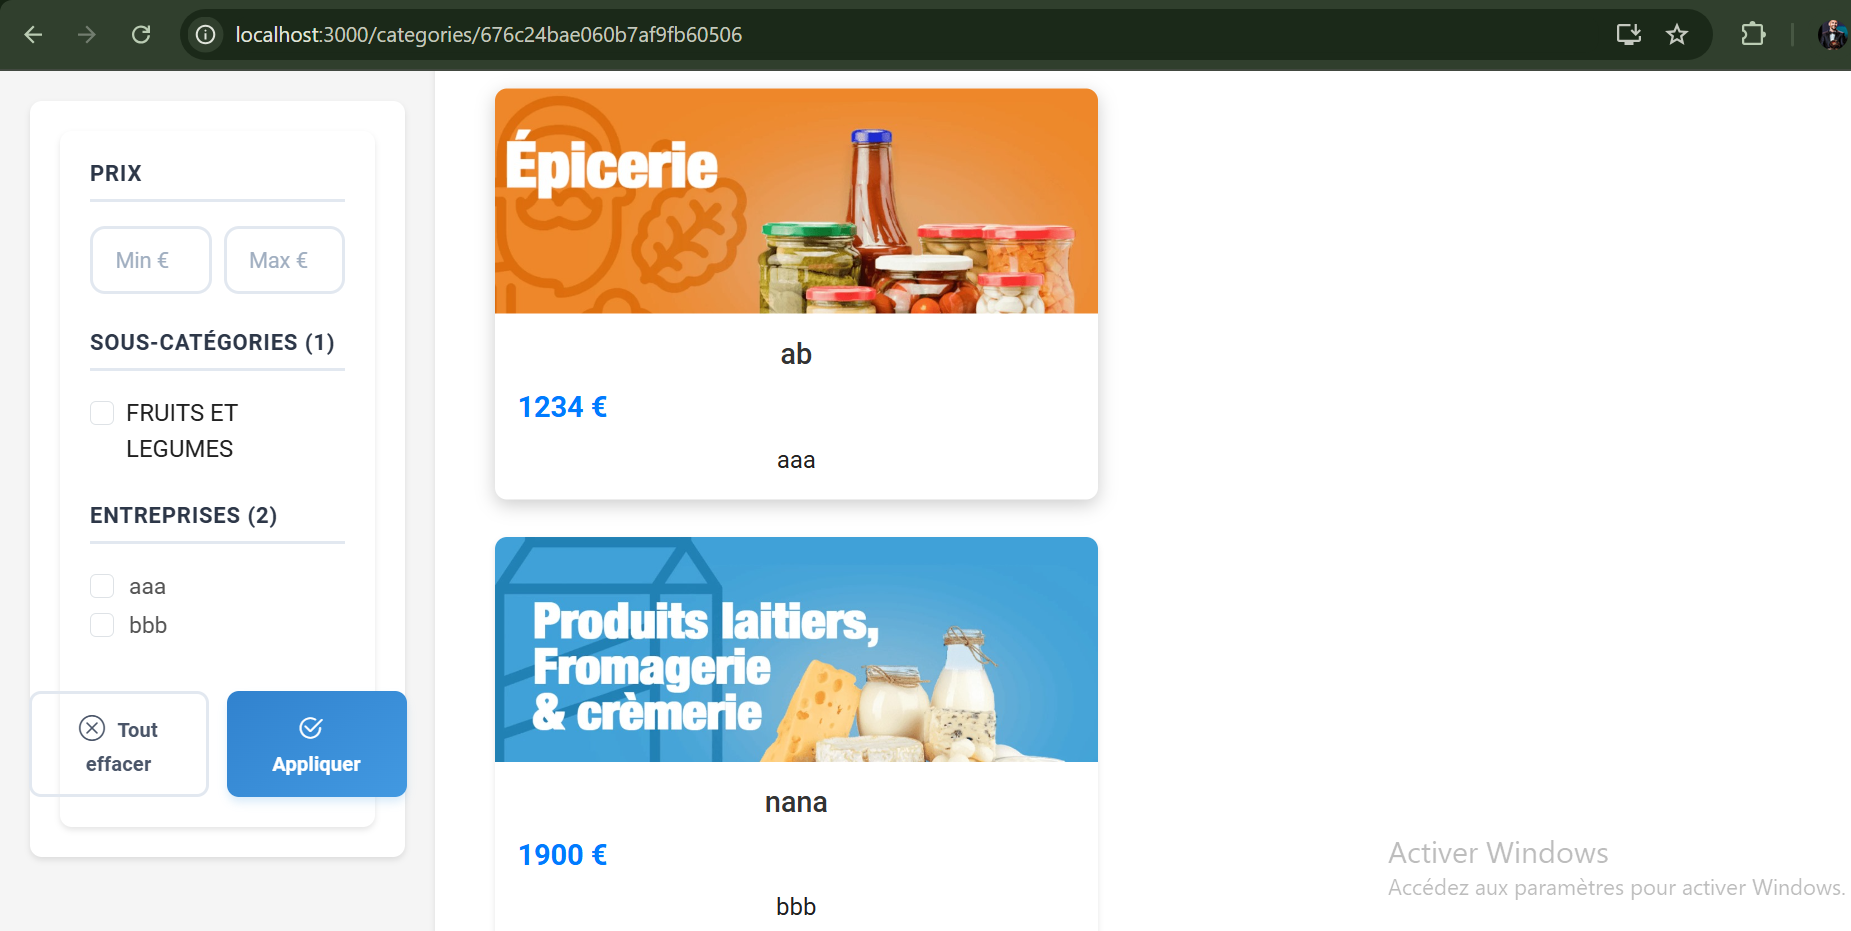 localhost:3000/categories/676c24bae060b7af9fb60506
PRIX
Min €
Max €
SOUS-CATÉGORIES (1)
FRUITS ET
LEGUMES
ENTREPRISES (2)
aaa
bbb
Tout
effacer
Appliquer
Épicerie
ab
1234 €
aaa
Produits laitiers,
Fromagerie
& crèmerie
nana
1900 €
bbb
Activer Windows
Accédez aux paramètres pour activer Windows.